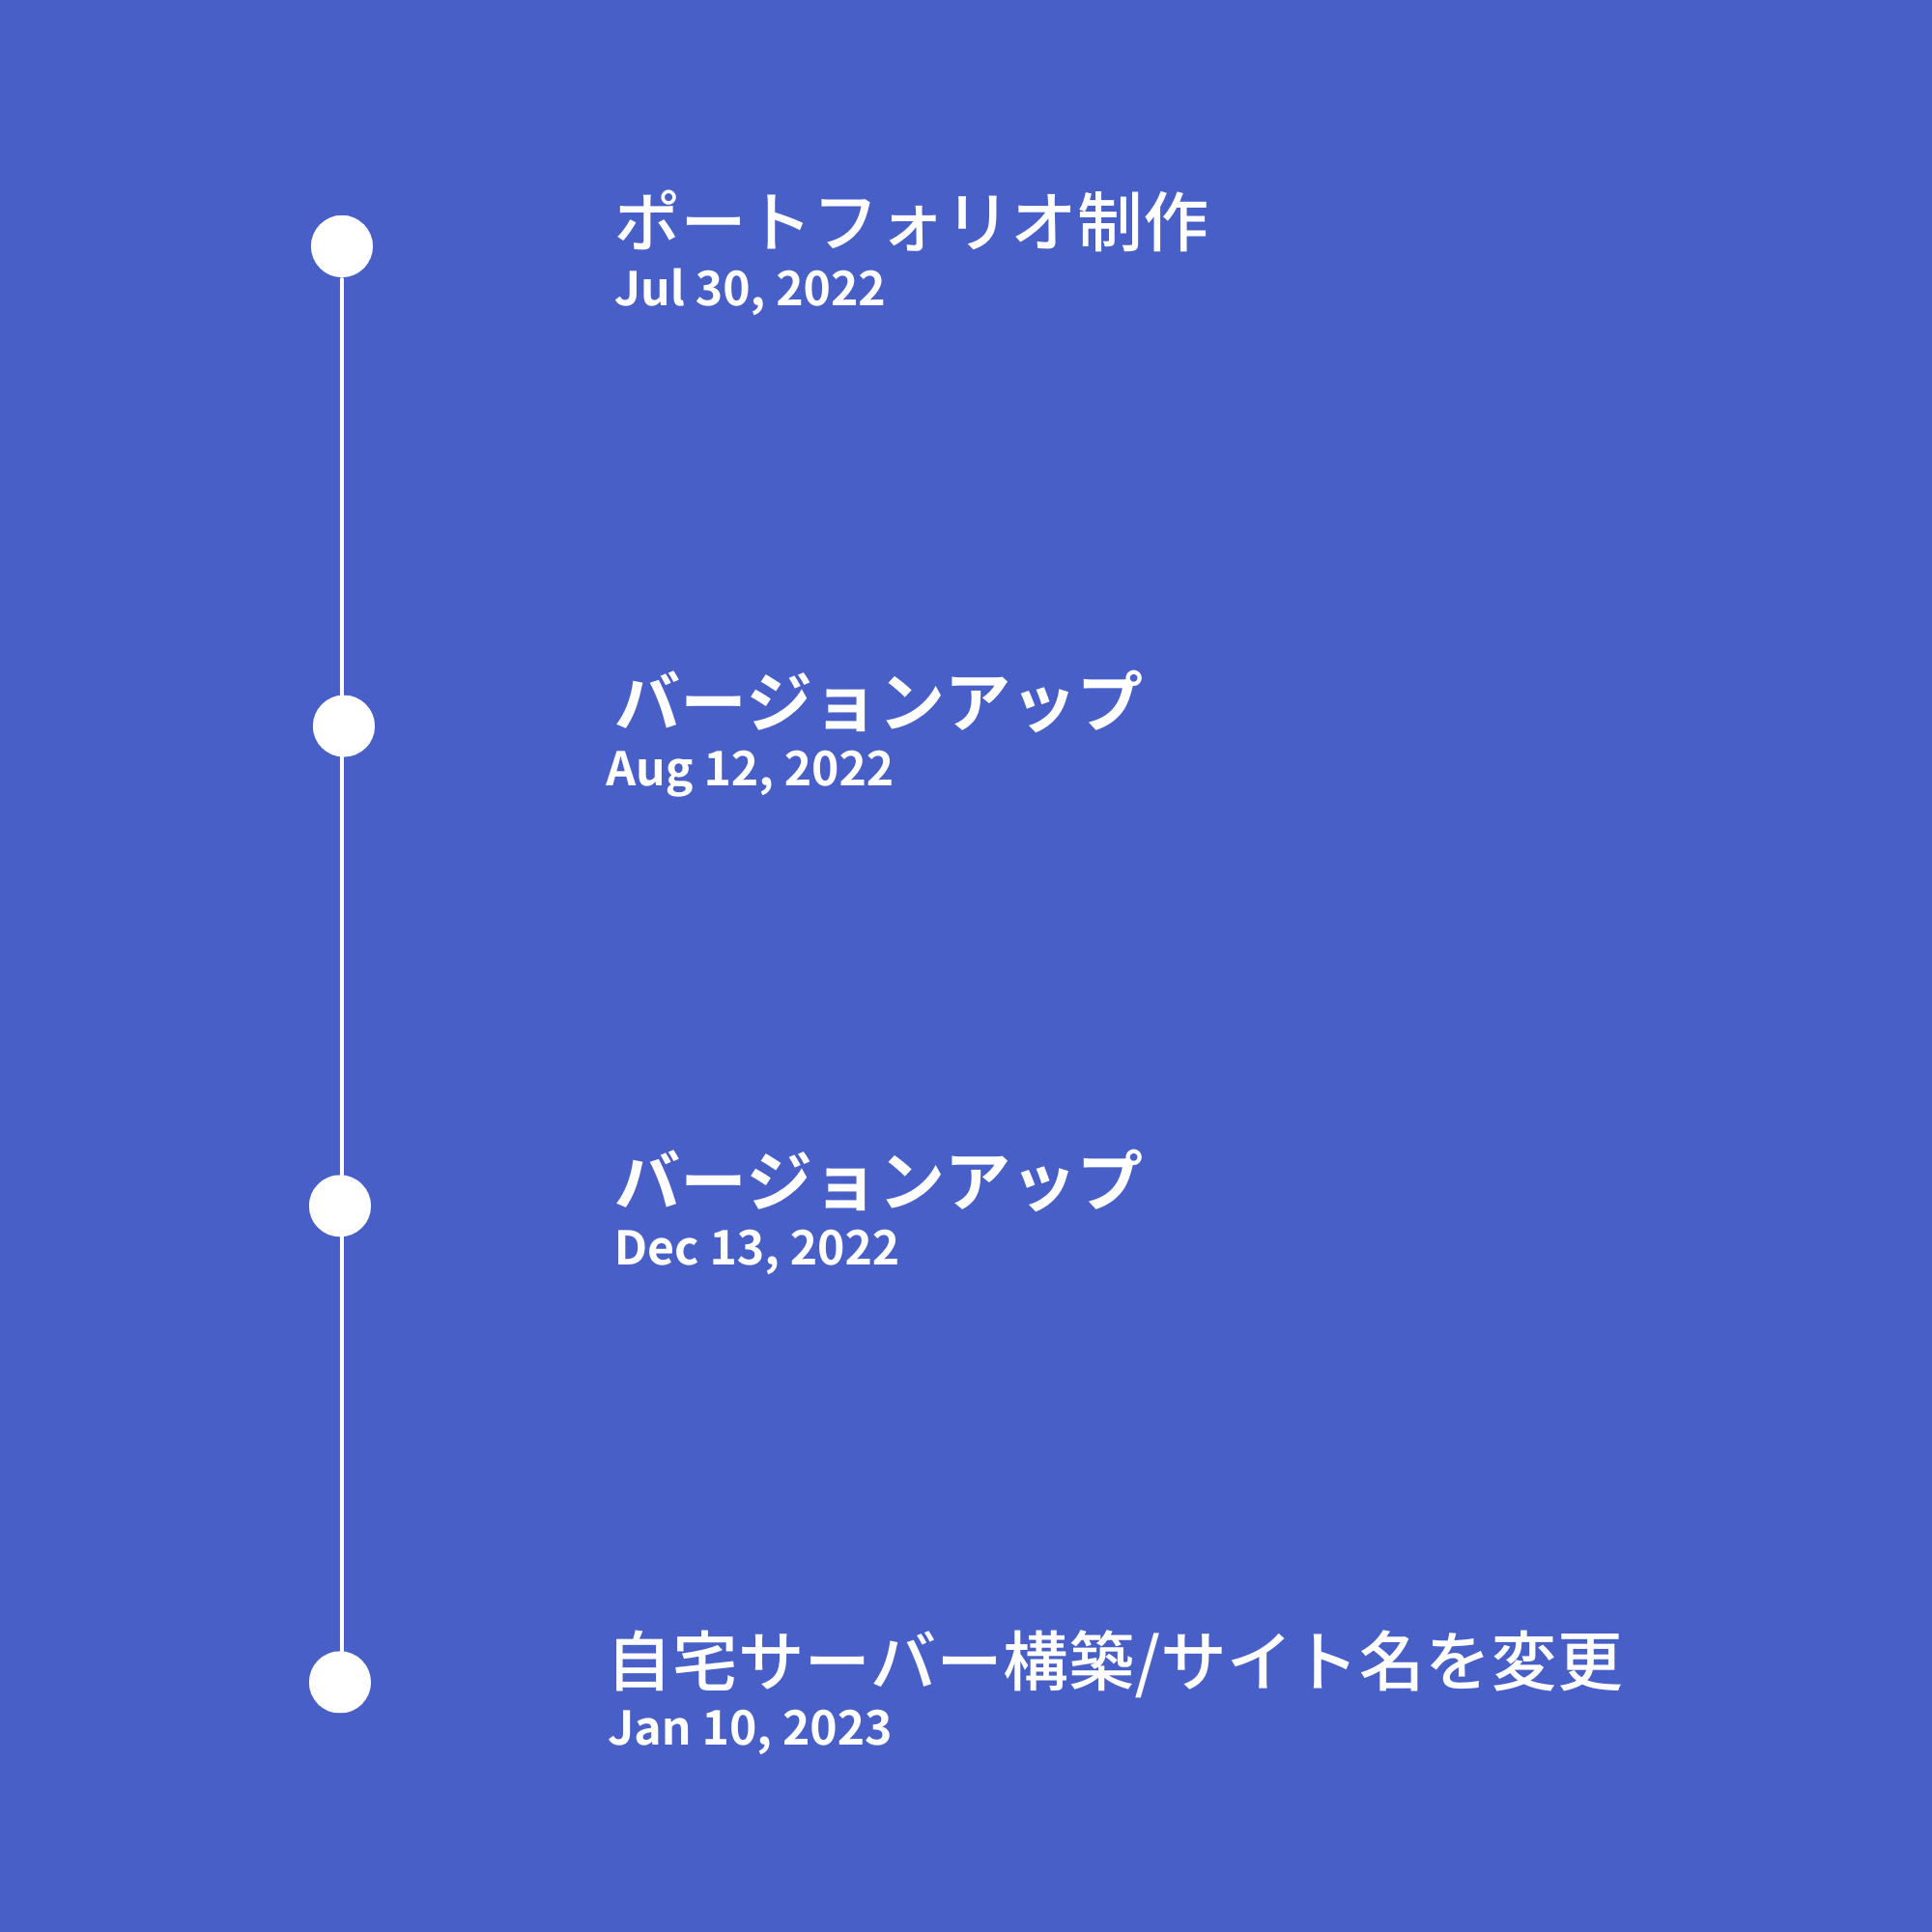 ポートフォリオ制作
Jul 30, 2022
バージョンアップ
Aug 12, 2022
バージョンアップ
Dec 13, 2022
自宅サーバー構築/サイト名を変更
Jan 10, 2023